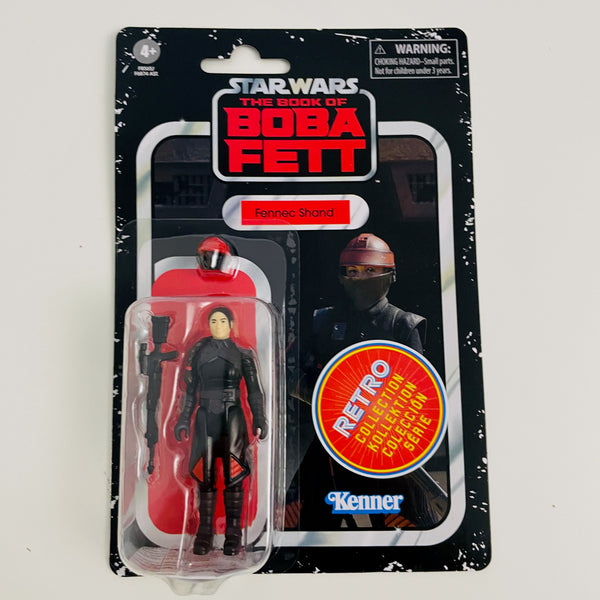 4+
WARNING:
CHOKING HAZARD–Small parts.
Not for children under 3 years.
STAR WARS
THE BOOK OF
BOBA
FETT
Fennec Shand
RETRO
COLLECTION
KOLLEKTION
COLECCIÓN
SÉRIE
Kenner